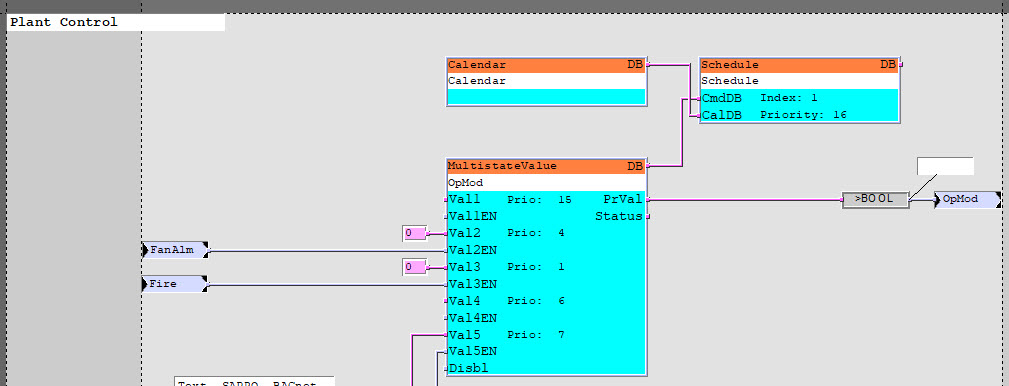 Plant Control
Calendar DB
Calendar
Schedule DB
Schedule
CmdDB Index: 1
CalDB Priority: 16
MultistateValue DB
OpMod
Val1 Prio: 15 PrVal
Val1EN Status
0 Val2 Prio: 4
FanAlm Val2EN
0 Val3 Prio: 1
Fire Val3EN
Val4 Prio: 6
Val4EN
Val5 Prio: 7
Val5EN
Disbl
>BOOL
OpMod